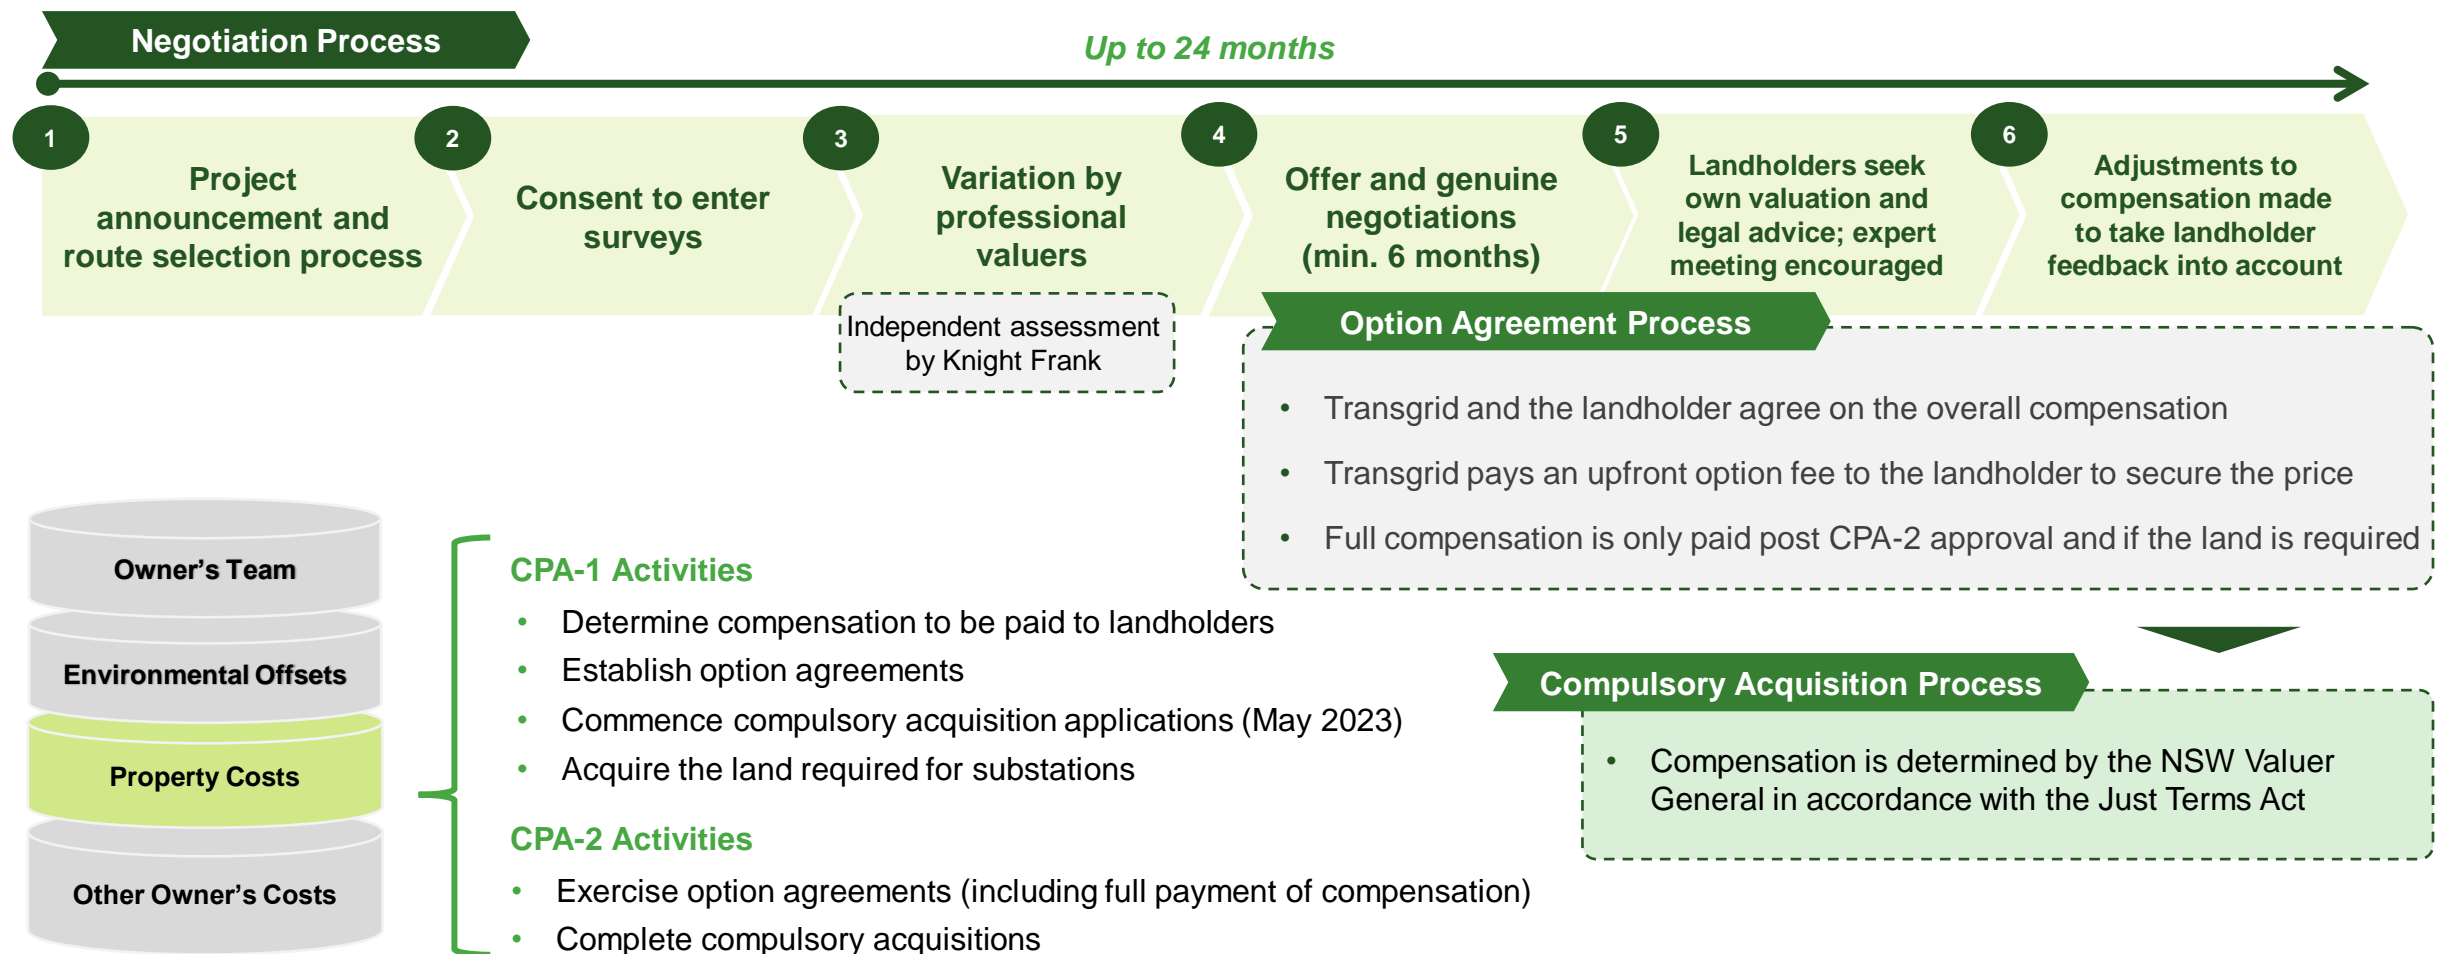 Negotiation Process
Up to 24 months
1
Project
announcement and
route selection process
2
Consent to enter
surveys
3
Variation by
professional
valuers
4
Offer and genuine
negotiations
(min. 6 months)
5
Landholders seek
own valuation and
legal advice; expert
meeting encouraged
6
Adjustments to
compensation made
to take landholder
feedback into account
Independent assessment
by Knight Frank
Option Agreement Process
• Transgrid and the landholder agree on the overall compensation
• Transgrid pays an upfront option fee to the landholder to secure the price
• Full compensation is only paid post CPA-2 approval and if the land is required
Owner's Team
Environmental Offsets
Property Costs
Other Owner's Costs
CPA-1 Activities
• Determine compensation to be paid to landholders
• Establish option agreements
• Commence compulsory acquisition applications (May 2023)
• Acquire the land required for substations
CPA-2 Activities
• Exercise option agreements (including full payment of compensation)
• Complete compulsory acquisitions
Compulsory Acquisition Process
• Compensation is determined by the NSW Valuer
General in accordance with the Just Terms Act